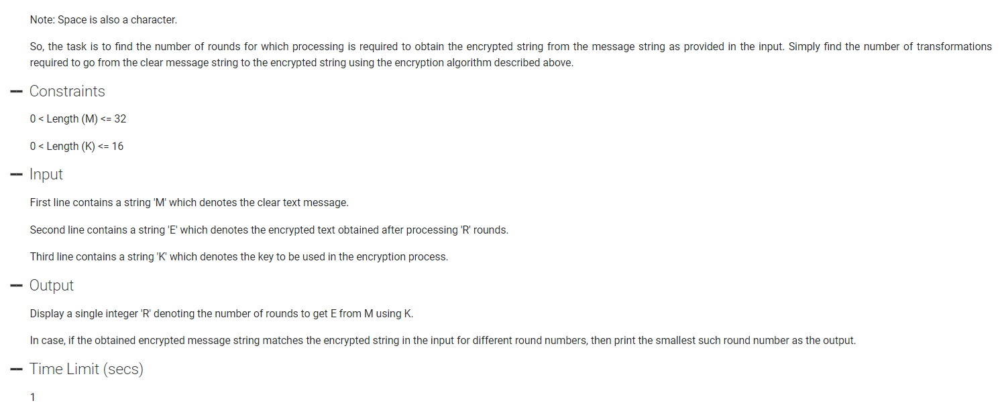 Note: Space is also a character.
So, the task is to find the number of rounds for which processing is required to obtain the encrypted string from the message string as provided in the input. Simply find the number of transformations
required to go from the clear message string to the encrypted string using the encryption algorithm described above.
Constraints
0 < Length (M) <= 32
0 < Length (K) <= 16
Input
First line contains a string 'M' which denotes the clear text message.
Second line contains a string 'E' which denotes the encrypted text obtained after processing 'R' rounds.
Third line contains a string 'K' which denotes the key to be used in the encryption process.
Output
Display a single integer 'R' denoting the number of rounds to get E from M using K.
In case, if the obtained encrypted message string matches the encrypted string in the input for different round numbers, then print the smallest such round number as the output.
Time Limit (secs)
1